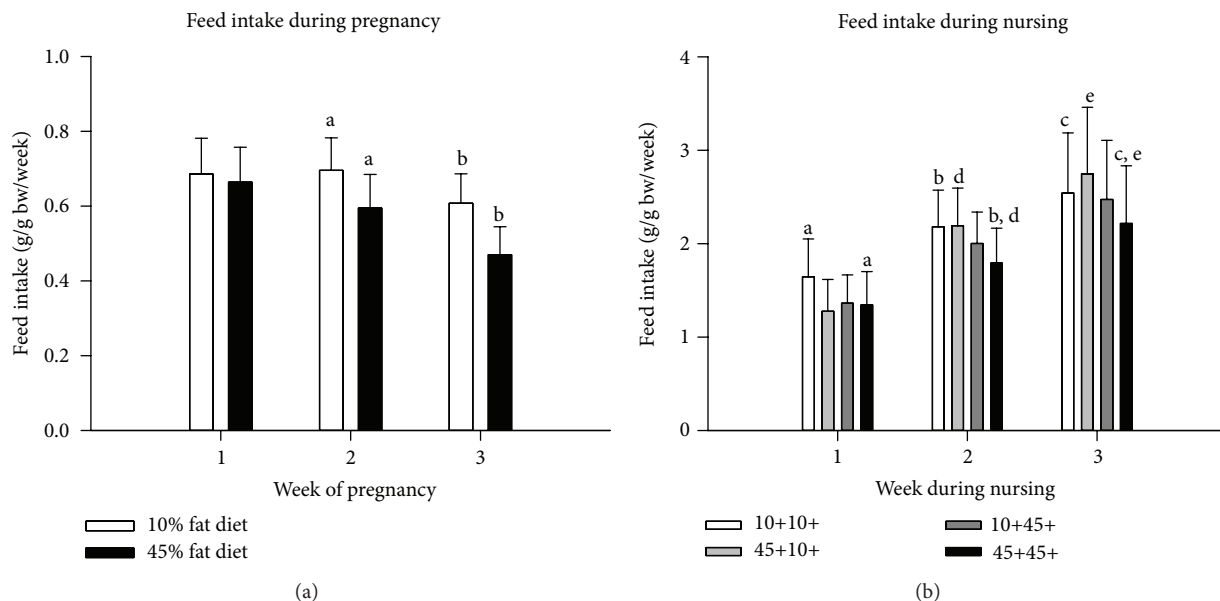 Feed intake during pregnancy
1.0
0.8
0.6
0.4
0.2
0.0
Feed intake (g/g bw/week)
a
a
b
b
1 2 3
Week of pregnancy
10% fat diet
45% fat diet
(a)
Feed intake during nursing
4
3
2
1
0
Feed intake (g/g bw/week)
a
a
b
d
b, d
c
e
c, e
1 2 3
Week during nursing
10+10+
45+10+
10+45+
45+45+
(b)